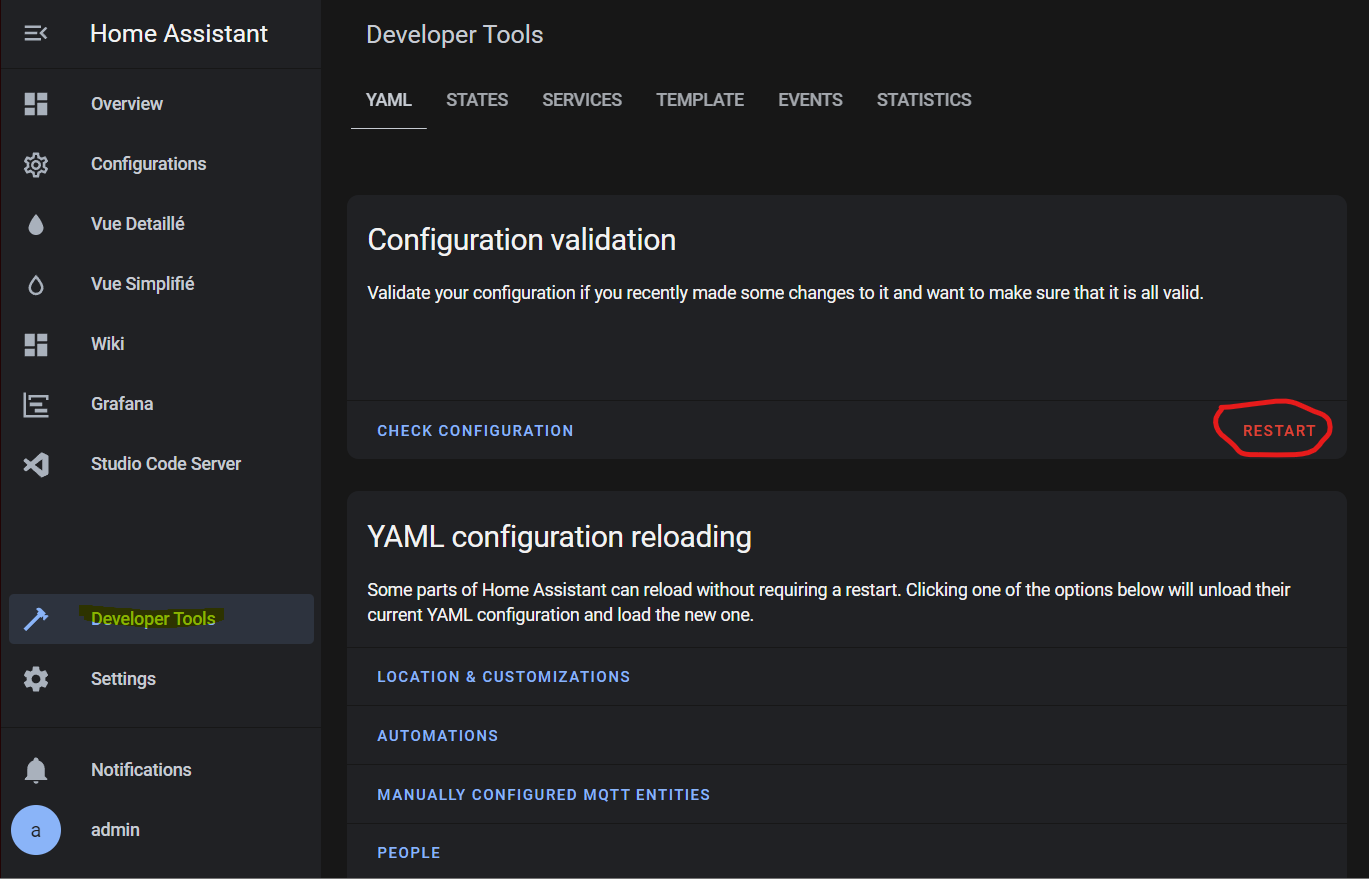 Home Assistant
Overview
Configurations
Vue Detaillé
Vue Simplifié
Wiki
Grafana
Studio Code Server
Developer Tools
Settings
Notifications
a
admin
Developer Tools
YAML STATES SERVICES TEMPLATE EVENTS STATISTICS
Configuration validation
Validate your configuration if you recently made some changes to it and want to make sure that it is all valid.
CHECK CONFIGURATION
RESTART
YAML configuration reloading
Some parts of Home Assistant can reload without requiring a restart. Clicking one of the options below will unload their
current YAML configuration and load the new one.
LOCATION & CUSTOMIZATIONS
AUTOMATIONS
MANUALLY CONFIGURED MQTT ENTITIES
PEOPLE